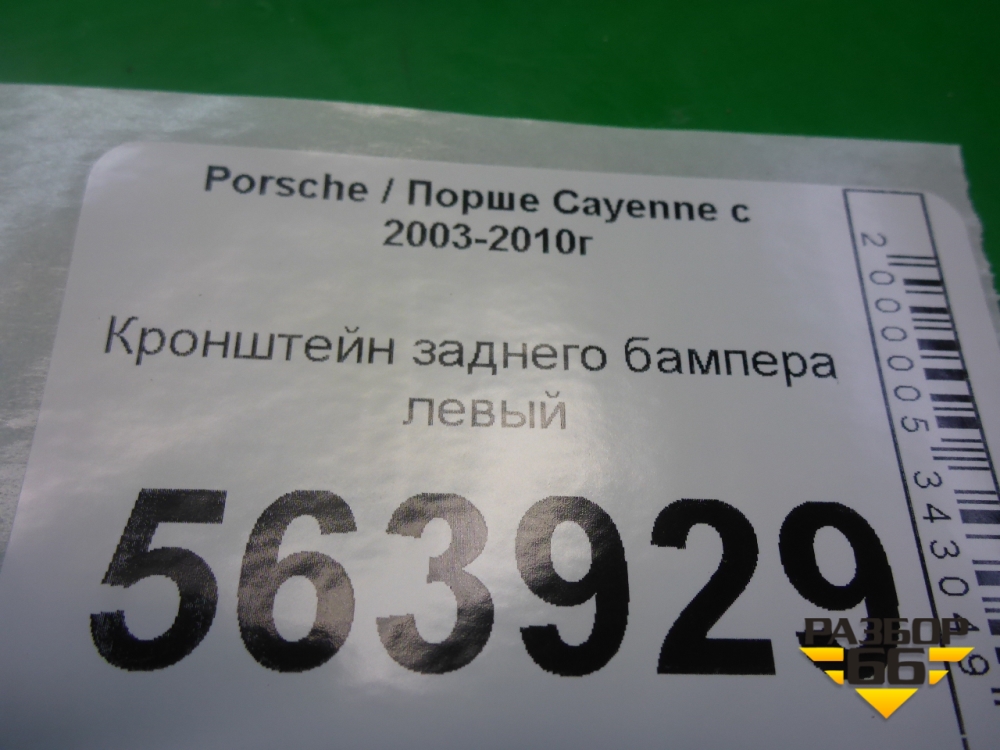 Porsche / Порше Cayenne с
2003-2010г
Кронштейн заднего бампера
левый
563929
2000005343049
РАЗБОР
66